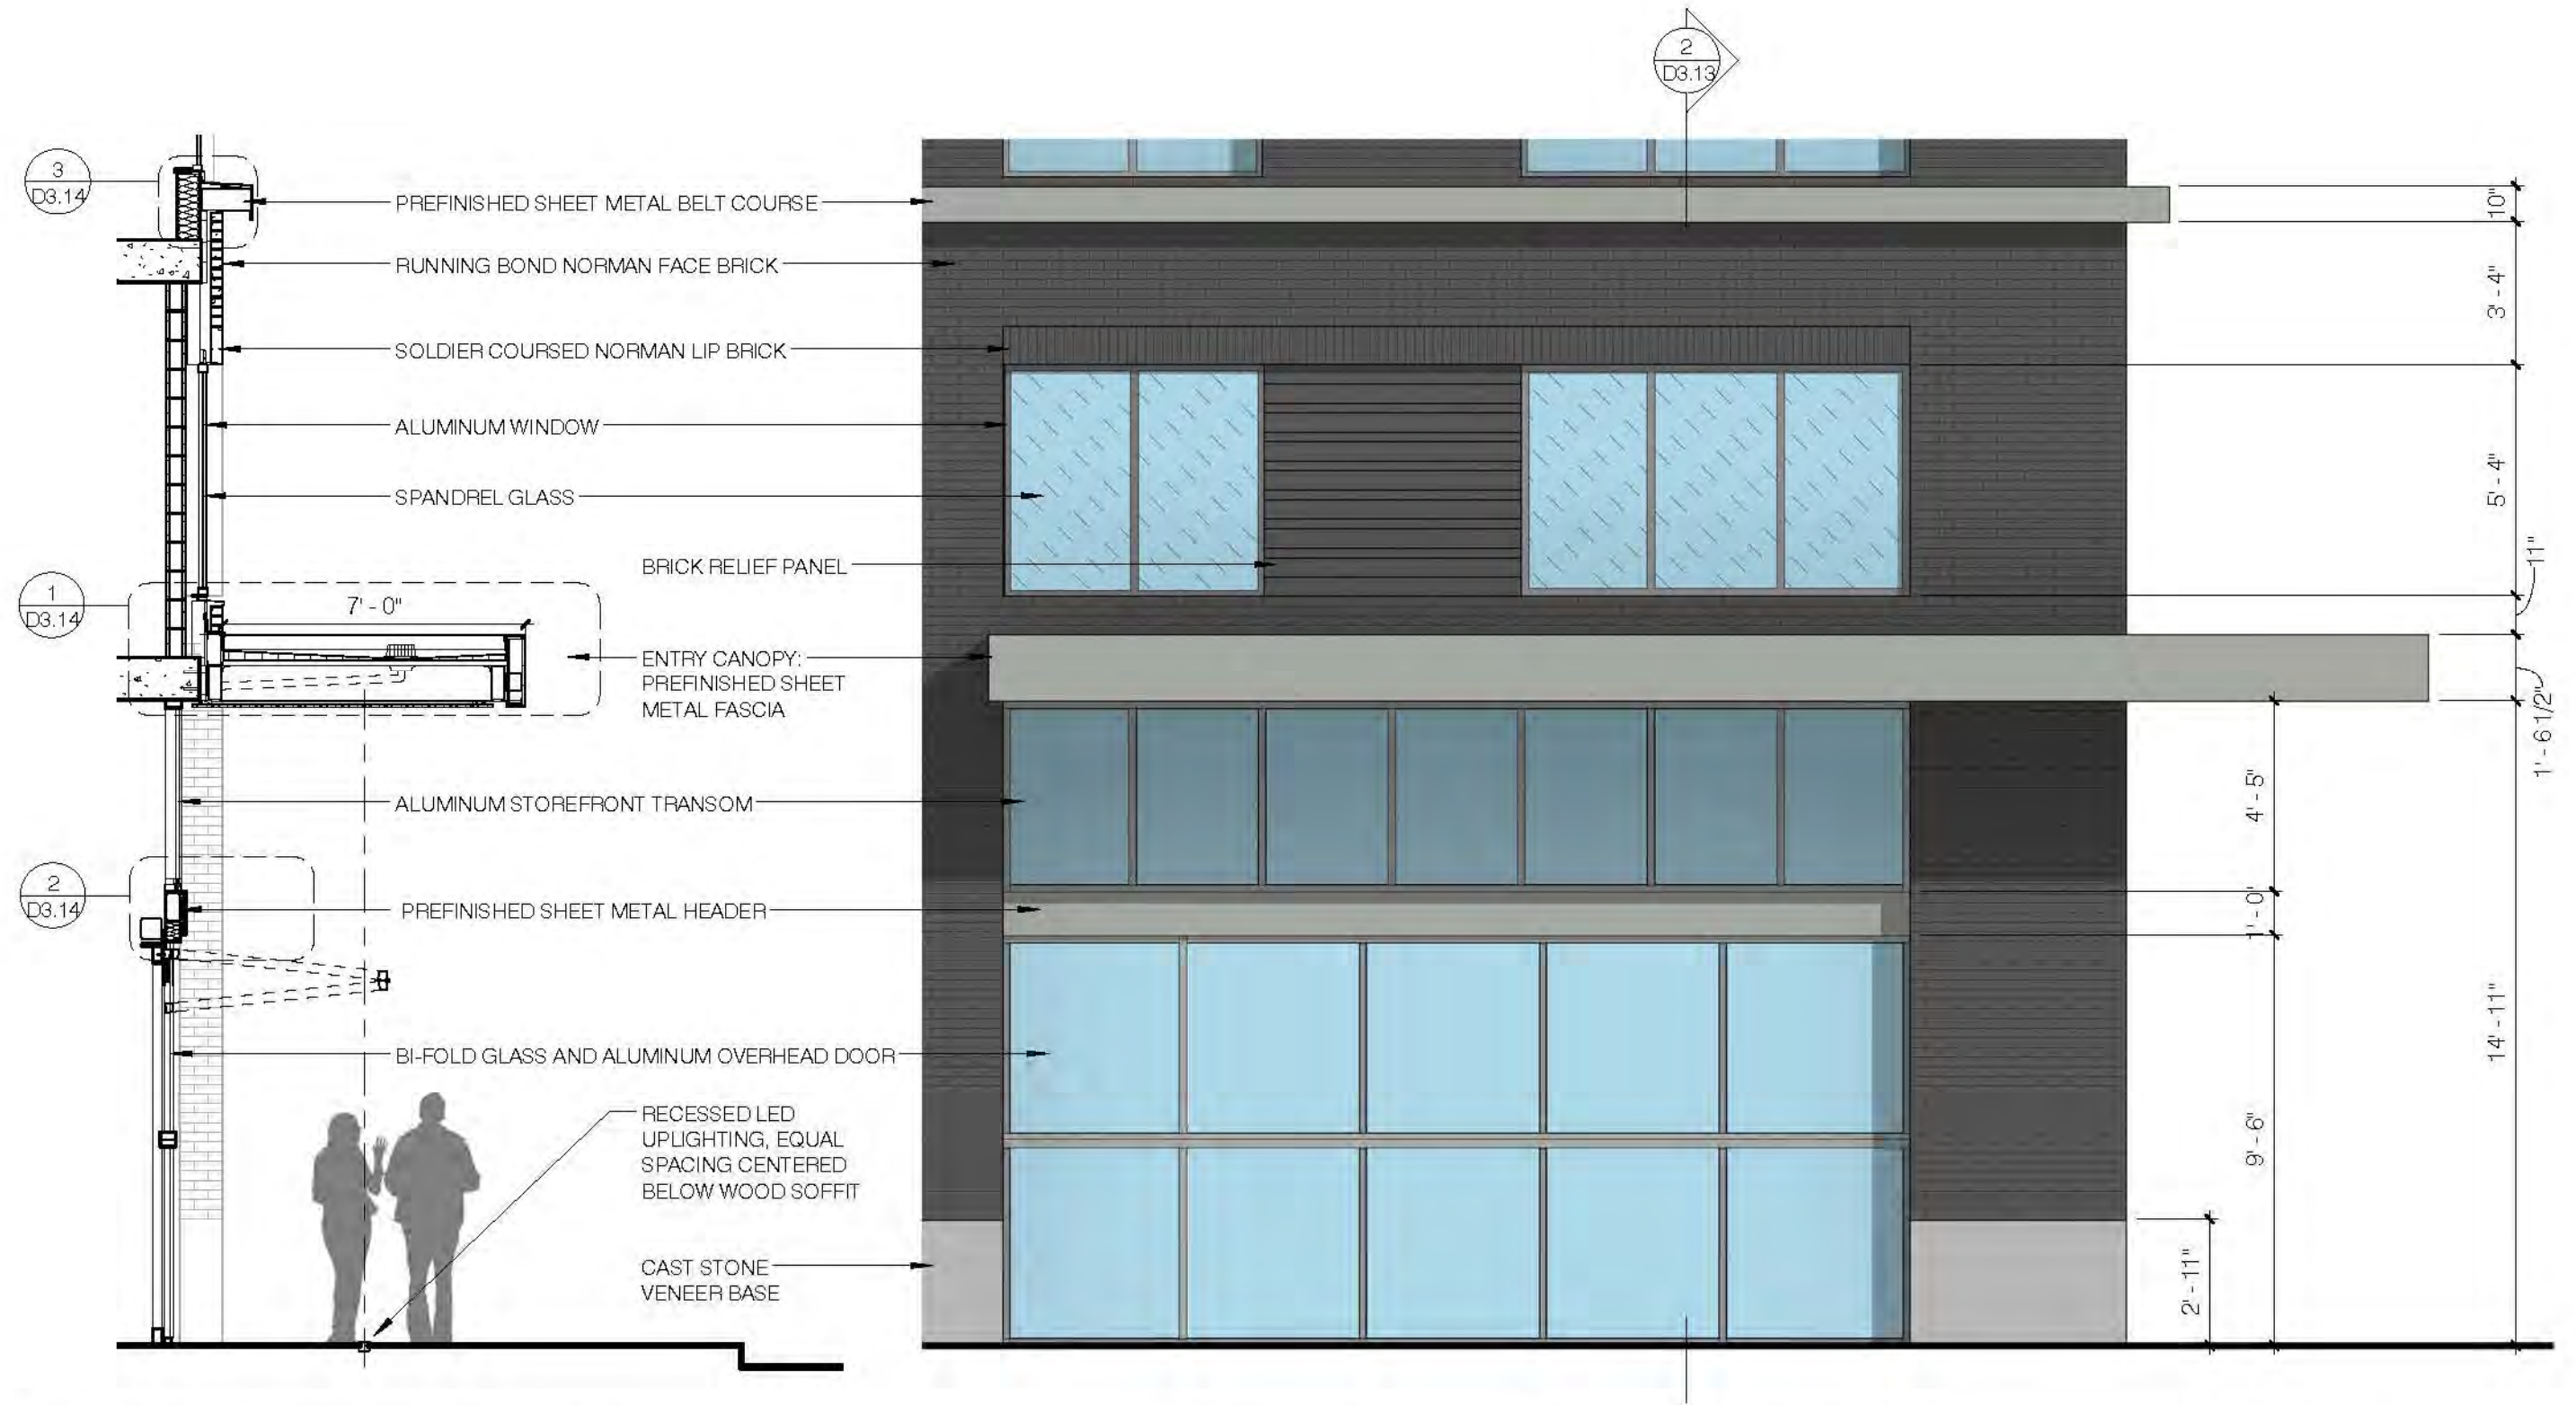 2
D3.13
3
D3.14
PREFINISHED SHEET METAL BELT COURSE
10"
RUNNING BOND NORMAN FACE BRICK
3' - 4"
SOLDIER COURSED NORMAN LIP BRICK
ALUMINUM WINDOW
SPANDREL GLASS
5' - 4"
11"
BRICK RELIEF PANEL
1
D3.14
7' - 0"
ENTRY CANOPY:
PREFINISHED SHEET
METAL FASCIA
1' - 6 1/2"
ALUMINUM STOREFRONT TRANSOM
4' - 5"
2
D3.14
PREFINISHED SHEET METAL HEADER
1' - 0"
14' - 11"
BI-FOLD GLASS AND ALUMINUM OVERHEAD DOOR
RECESSED LED
UPLIGHTING, EQUAL
SPACING CENTERED
BELOW WOOD SOFFIT
9' - 6"
CAST STONE
VENEER BASE
2' - 11"